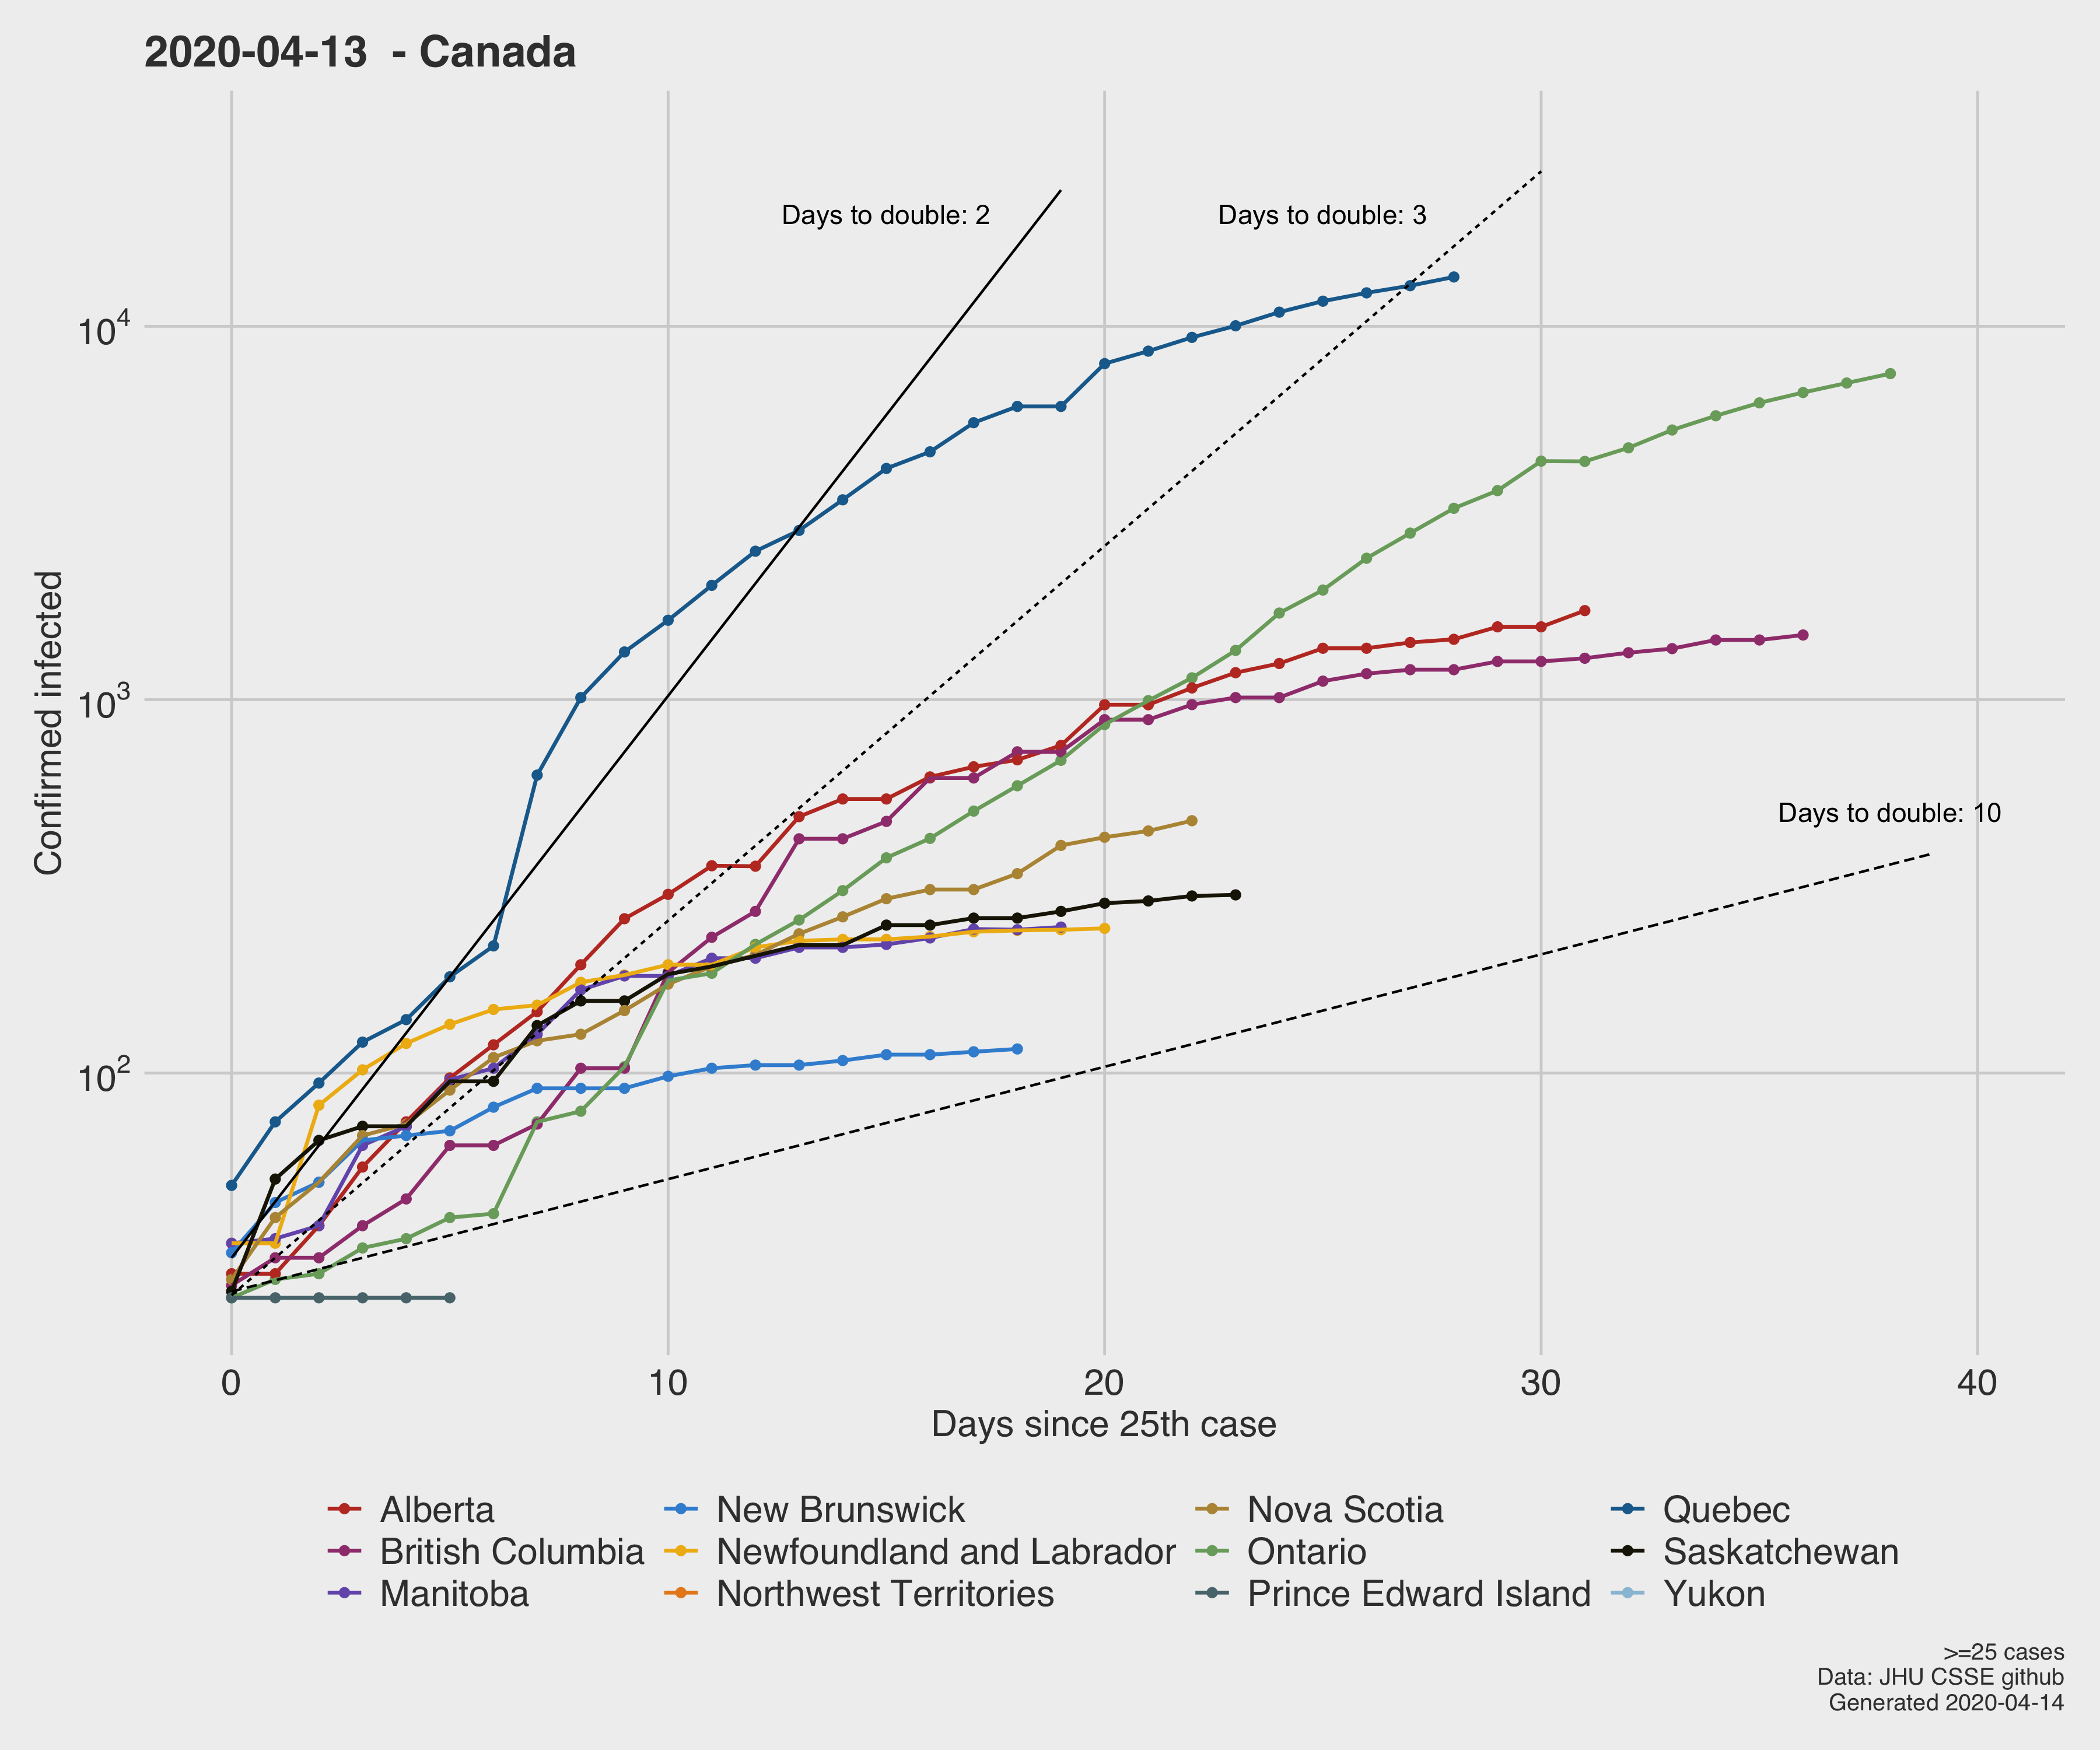 2020-04-13  - Canada
Days to double: 2
Days to double: 3
Days to double: 10
Confirmed infected
10^4
10^3
10^2
0 10 20 30 40
Days since 25th case
Alberta New Brunswick Nova Scotia Quebec
British Columbia Newfoundland and Labrador Ontario Saskatchewan
Manitoba Northwest Territories Prince Edward Island Yukon
>=25 cases
Data: JHU CSSE github
Generated 2020-04-14